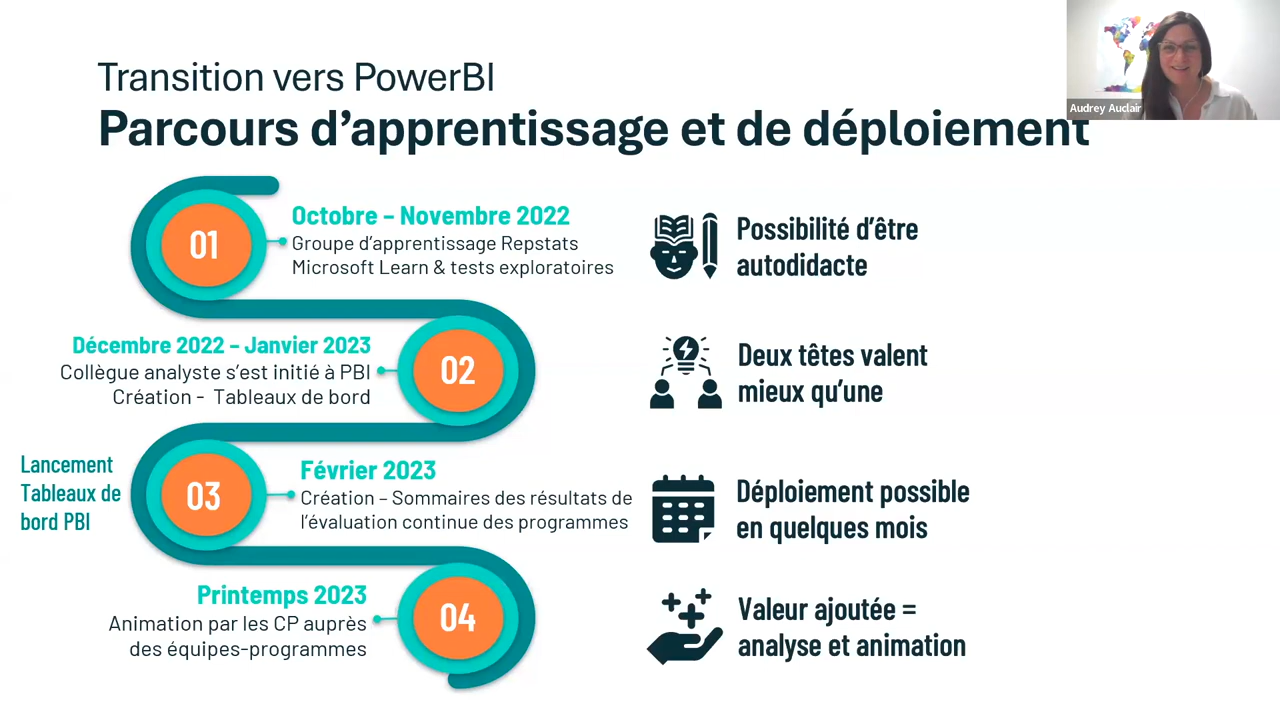 Transition vers PowerBI
Parcours d’apprentissage et de déploiement
Audrey Auclair
01
Octobre – Novembre 2022
Groupe d’apprentissage Repstats
Microsoft Learn & tests exploratoires
Possibilité d’être
autodidacte
Décembre 2022 – Janvier 2023
Collègue analyste s’est initié à PBI
Création -  Tableaux de bord
02
Deux têtes valent
mieux qu’une
Lancement
Tableaux de
bord PBI
03
Février 2023
Création – Sommaires des résultats de
l’évaluation continue des programmes
Déploiement possible
en quelques mois
Printemps 2023
Animation par les CP auprès
des équipes-programmes
04
Valeur ajoutée =
analyse et animation